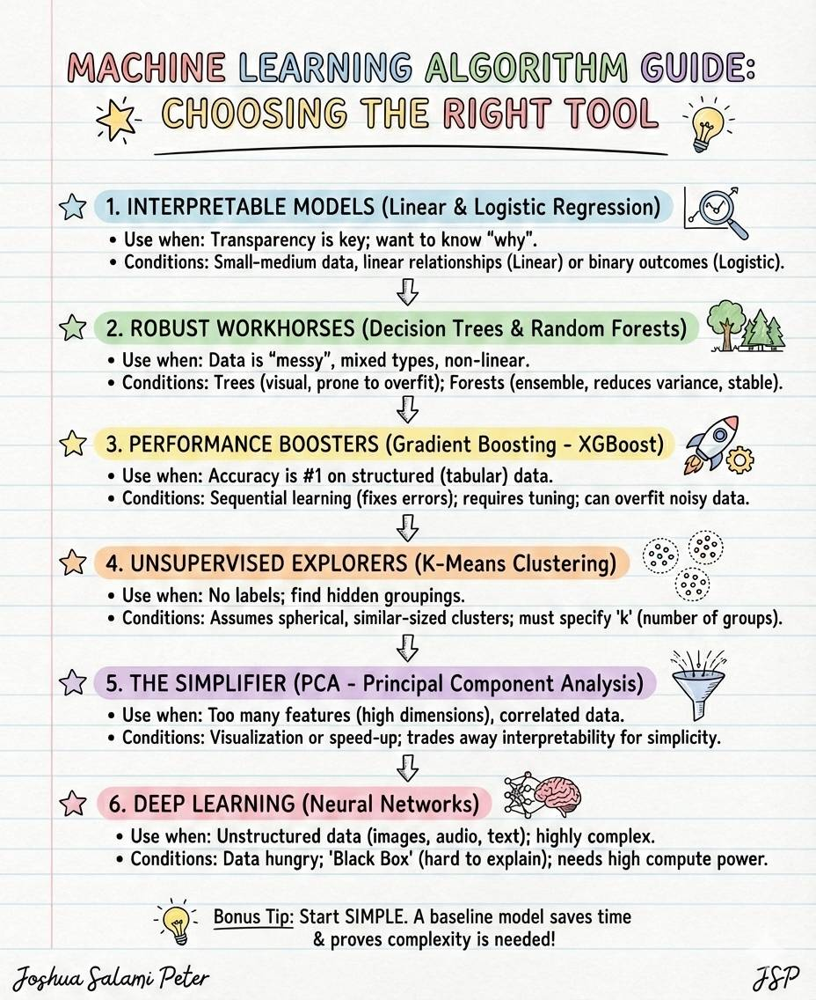 MACHINE LEARNING ALGORITHM GUIDE:
CHOOSING THE RIGHT TOOL
1. INTERPRETABLE MODELS (Linear & Logistic Regression)
• Use when: Transparency is key; want to know “why”.
• Conditions: Small-medium data, linear relationships (Linear) or binary outcomes (Logistic).
2. ROBUST WORKHORSES (Decision Trees & Random Forests)
• Use when: Data is “messy”, mixed types, non-linear.
• Conditions: Trees (visual, prone to overfit); Forests (ensemble, reduces variance, stable).
3. PERFORMANCE BOOSTERS (Gradient Boosting - XGBoost)
• Use when: Accuracy is #1 on structured (tabular) data.
• Conditions: Sequential learning (fixes errors); requires tuning; can overfit noisy data.
4. UNSUPERVISED EXPLORERS (K-Means Clustering)
• Use when: No labels; find hidden groupings.
• Conditions: Assumes spherical, similar-sized clusters; must specify 'k' (number of groups).
5. THE SIMPLIFIER (PCA - Principal Component Analysis)
• Use when: Too many features (high dimensions), correlated data.
• Conditions: Visualization or speed-up; trades away interpretability for simplicity.
6. DEEP LEARNING (Neural Networks)
• Use when: Unstructured data (images, audio, text); highly complex.
• Conditions: Data hungry; 'Black Box' (hard to explain); needs high compute power.
Bonus Tip: Start SIMPLE. A baseline model saves time
& proves complexity is needed!
Joshua Salami Peter
JSP